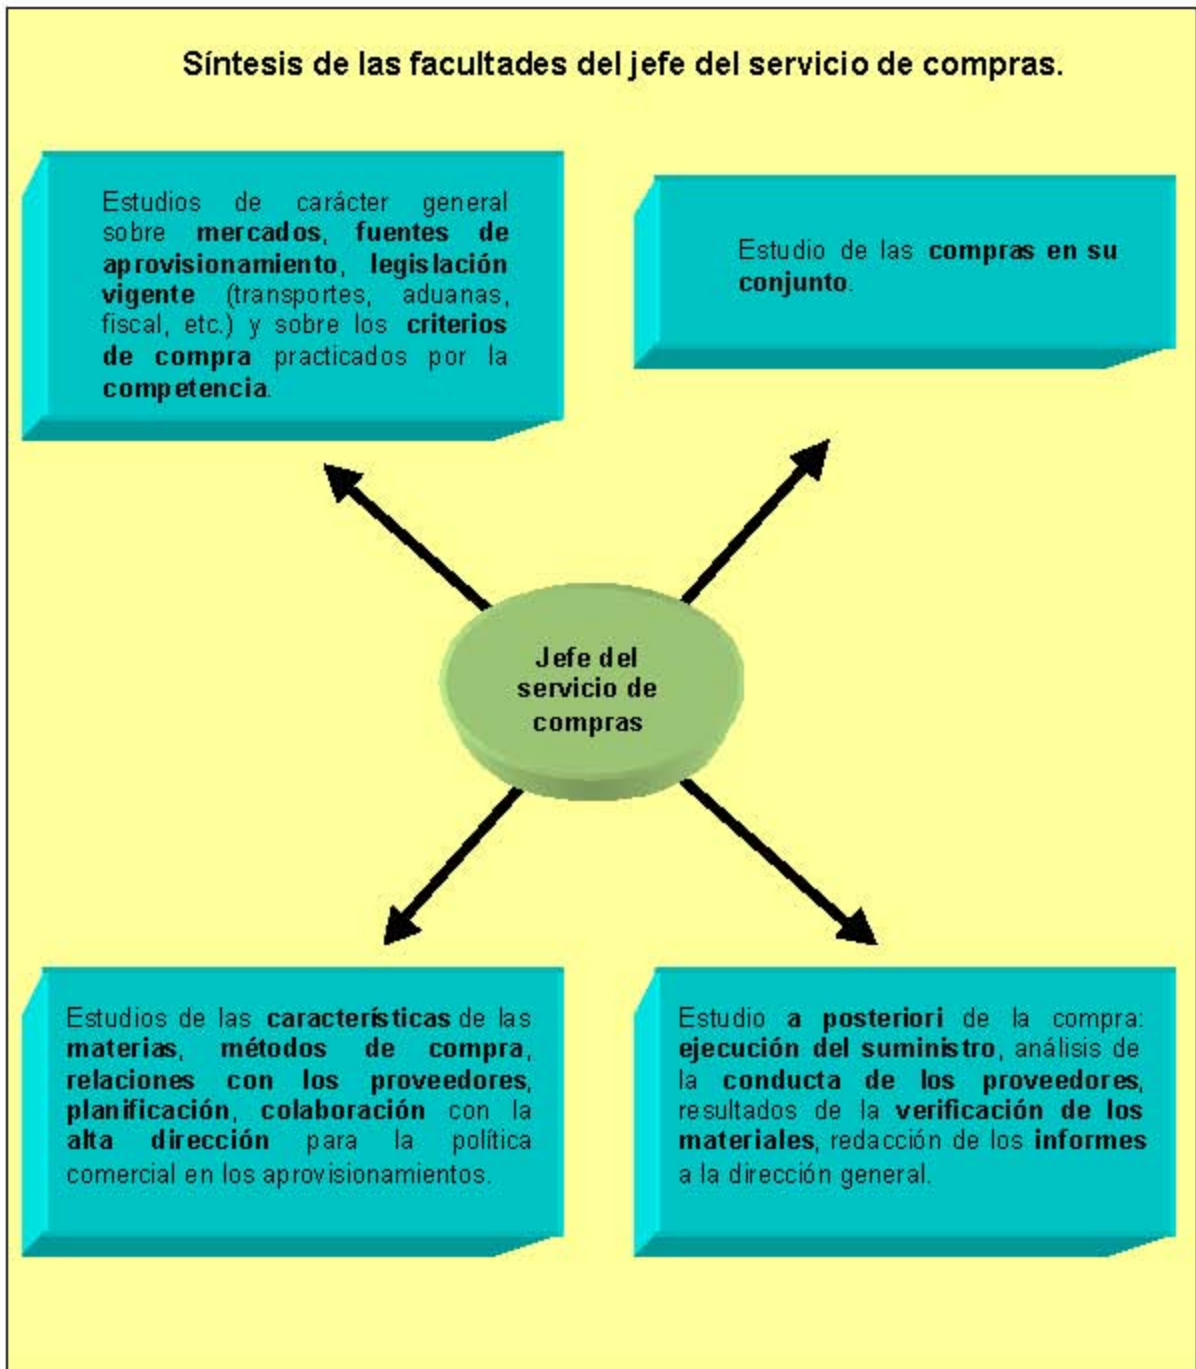 Síntesis de las facultades del jefe del servicio de compras.
Estudios de carácter general
sobre mercados, fuentes de
aprovisionamiento, legislación
vigente (transportes, aduanas,
fiscal, etc.) y sobre los criterios
de compra practicados por la
competencia.
Estudio de las compras en su
conjunto.
Jefe del
servicio de
compras
Estudios de las características de las
materias, métodos de compra,
relaciones con los proveedores,
planificación, colaboración con la
alta dirección para la política
comercial en los aprovisionamientos.
Estudio a posteriori de la compra:
ejecución del suministro, análisis de
la conducta de los proveedores,
resultados de la verificación de los
materiales, redacción de los informes
a la dirección general.